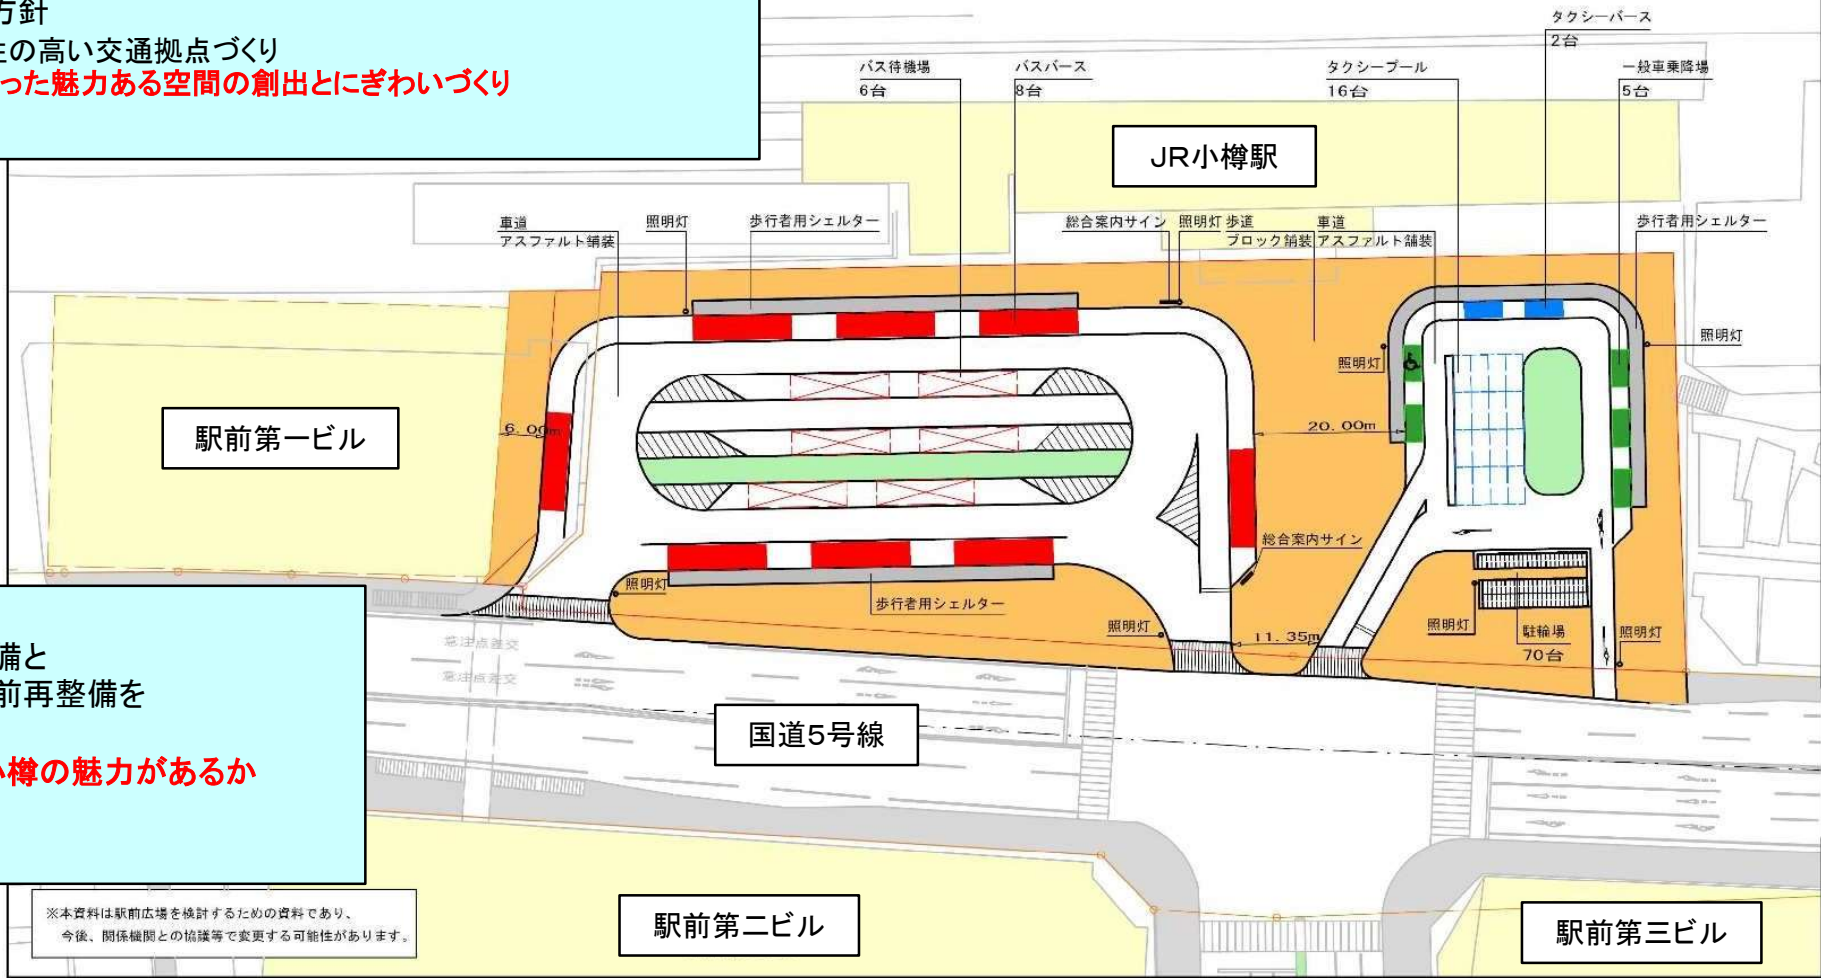 方針
の高い交通拠点づくり
った魅力ある空間の創出とにぎわいづくり
タクシーバース
2台
バス待機場
6台
バスバース
8台
タクシープール
16台
一般車乗降場
5台
JR小樽駅
車道
アスファルト舗装
照明灯
歩行者用シェルター
総合案内サイン
照明灯
歩道
ブロック舗装
車道
アスファルト舗装
歩行者用シェルター
照明灯
照明灯
駅前第一ビル
6.00m
20.00m
総合案内サイン
照明灯
歩行者用シェルター
照明灯
11.35m
照明灯
駐輪場
70台
照明灯
備と
前再整備を
小樽の魅力があるか
国道5号線
※本資料は駅前広場を検討するための資料であり、
今後、関係機関との協議等で変更する可能性があります。
駅前第二ビル
駅前第三ビル